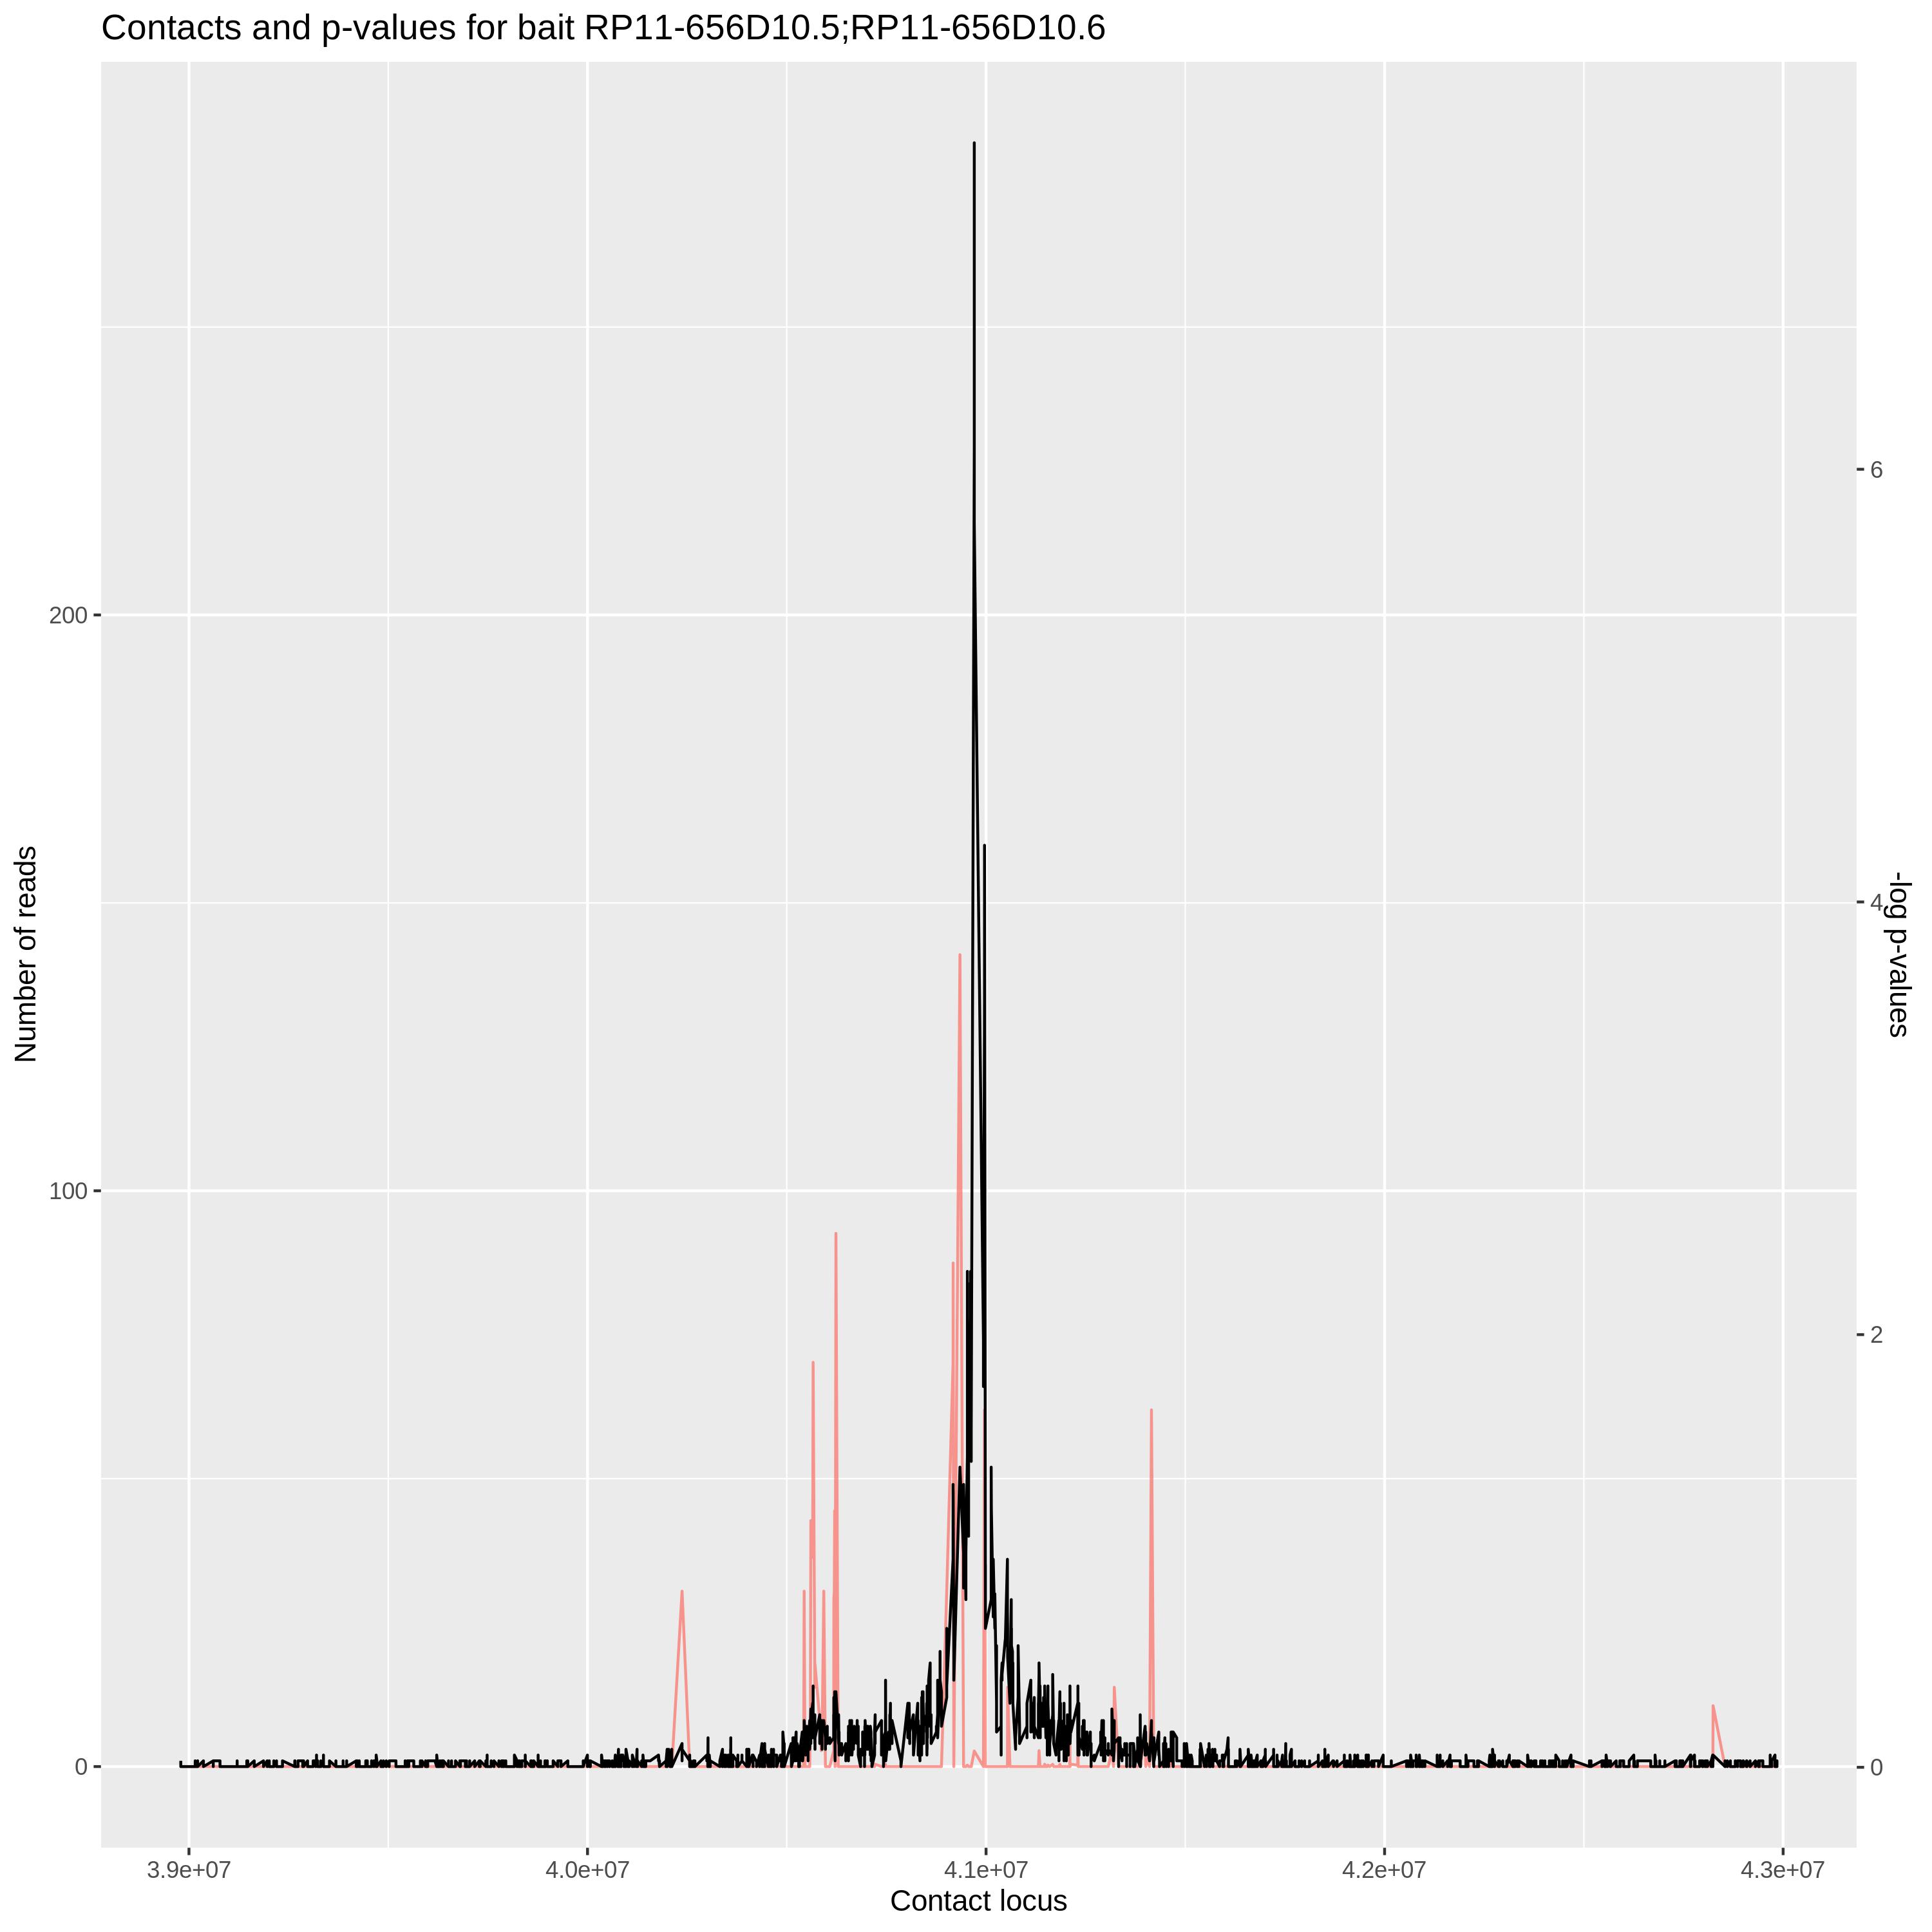 Contacts and p-values for bait RP11-656D10.5;RP11-656D10.6
Number of reads
200
100
0
6
4
2
0
-log p-values
3.9e+07 4.0e+07 4.1e+07 4.2e+07 4.3e+07
Contact locus